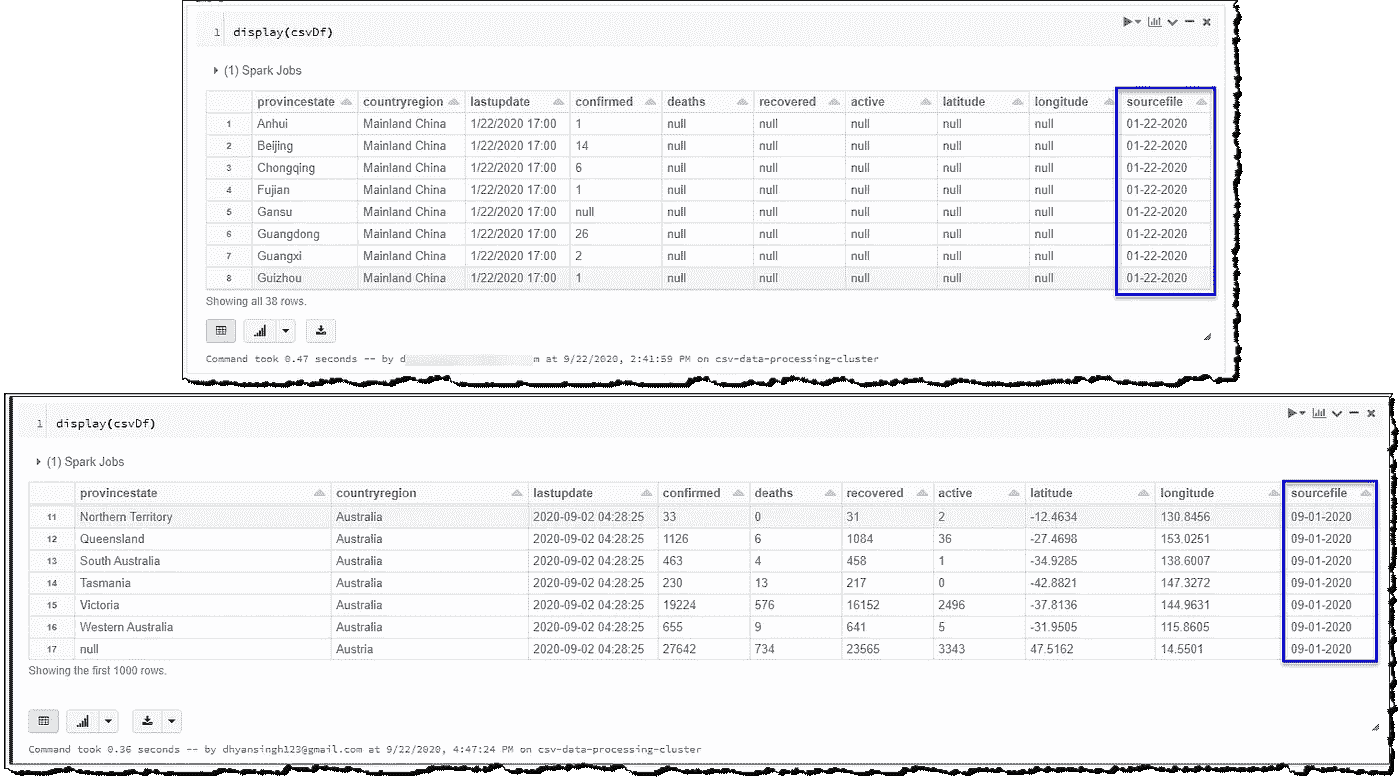 1 display(csvDf)
(1) Spark Jobs
provincestate countryregion lastupdate confirmed deaths recovered active latitude longitude sourcefile
1 Anhui Mainland China 1/22/2020 17:00 1 null null null null null 01-22-2020
2 Beijing Mainland China 1/22/2020 17:00 14 null null null null null 01-22-2020
3 Chongqing Mainland China 1/22/2020 17:00 6 null null null null null 01-22-2020
4 Fujian Mainland China 1/22/2020 17:00 1 null null null null null 01-22-2020
5 Gansu Mainland China 1/22/2020 17:00 null null null null null null 01-22-2020
6 Guangdong Mainland China 1/22/2020 17:00 26 null null null null null 01-22-2020
7 Guangxi Mainland China 1/22/2020 17:00 2 null null null null null 01-22-2020
8 Guizhou Mainland China 1/22/2020 17:00 1 null null null null null 01-22-2020
Showing all 38 rows.
Command took 0.47 seconds -- by d m at 9/22/2020, 2:41:59 PM on csv-data-processing-cluster
1 display(csvDf)
(1) Spark Jobs
provincestate countryregion lastupdate confirmed deaths recovered active latitude longitude sourcefile
11 Northern Territory Australia 2020-09-02 04:28:25 33 0 31 2 -12.4634 130.8456 09-01-2020
12 Queensland Australia 2020-09-02 04:28:25 1126 6 1084 36 -27.4698 153.0251 09-01-2020
13 South Australia Australia 2020-09-02 04:28:25 463 4 458 1 -34.9285 138.6007 09-01-2020
14 Tasmania Australia 2020-09-02 04:28:25 230 13 217 0 -42.8821 147.3272 09-01-2020
15 Victoria Australia 2020-09-02 04:28:25 19224 576 16152 2496 -37.8136 144.9631 09-01-2020
16 Western Australia Australia 2020-09-02 04:28:25 655 9 641 5 -31.9505 115.8605 09-01-2020
17 null Austria 2020-09-02 04:28:25 27642 734 23565 3343 47.5162 14.5501 09-01-2020
Showing the first 1000 rows.
Command took 0.36 seconds -- by dhyansingh123@gmail.com at 9/22/2020, 4:47:24 PM on csv-data-processing-cluster